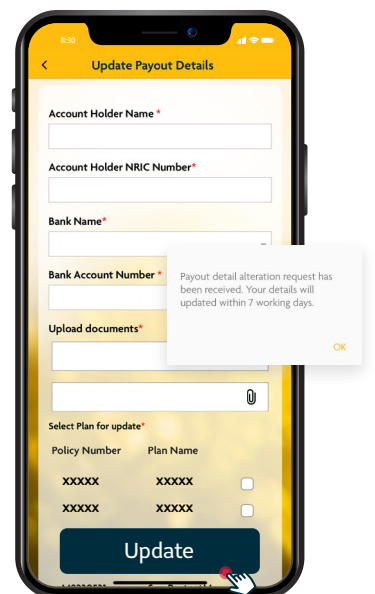 8:30
Update Payout Details
Account Holder Name *
Account Holder NRIC Number*
Bank Name*
Bank Account Number *
Payout detail alteration request has
been received. Your details will
updated within 7 working days.
OK
Upload documents*
Select Plan for update*
Policy Number Plan Name
XXXXX XXXXX
XXXXX XXXXX
Update